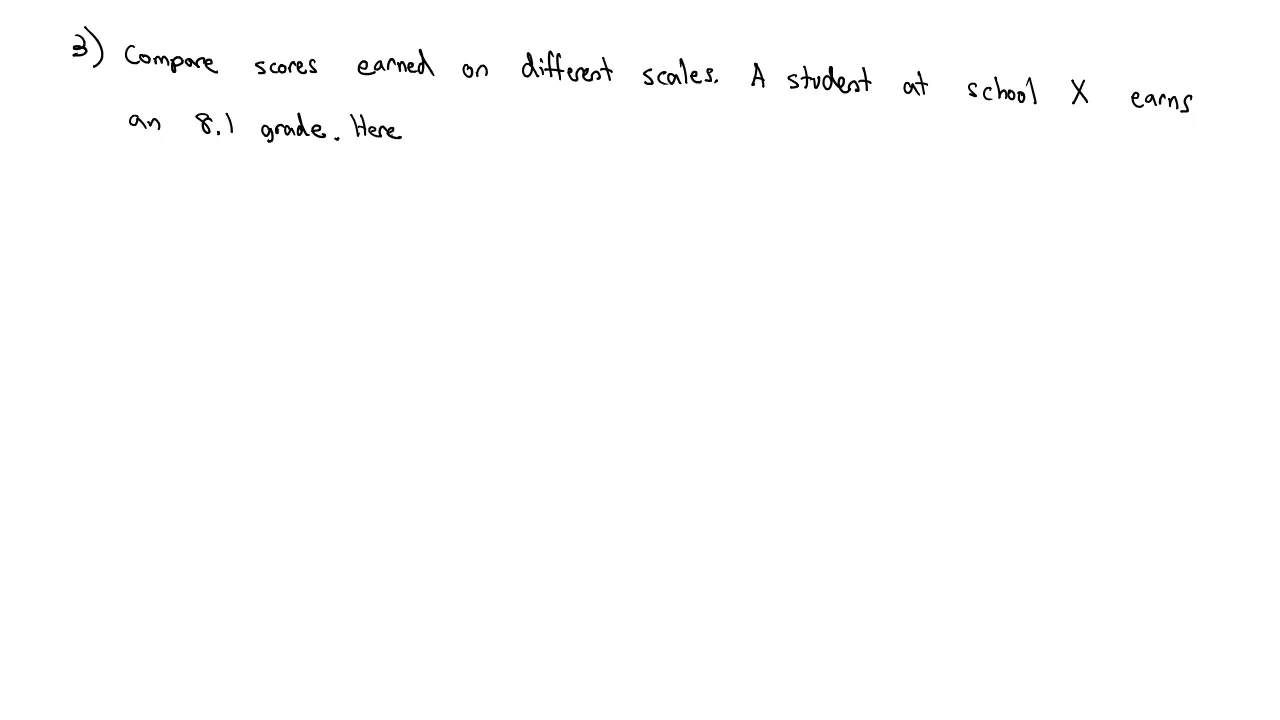 3) Compare scores earned on different scales. A student at school X earns
an 8.1 grade. Here